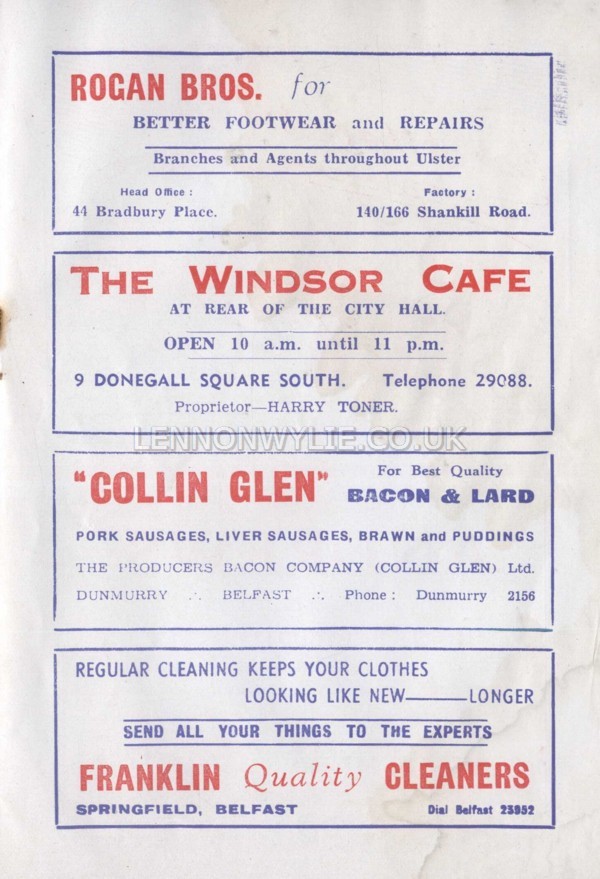 ROGAN BROS. for
BETTER FOOTWEAR and REPAIRS
Branches and Agents throughout Ulster
Head Office :
44 Bradbury Place.
Factory :
140/166 Shankill Road.
THE WINDSOR CAFE
AT REAR OF THE CITY HALL.
OPEN 10 a.m. until 11 p.m.
9 DONEGALL SQUARE SOUTH. Telephone 29088.
Proprietor—HARRY TONER.
LENNONWYLIE.CO.UK
"COLLIN GLEN"
For Best Quality
BACON & LARD
PORK SAUSAGES, LIVER SAUSAGES, BRAWN and PUDDINGS
THE PRODUCERS BACON COMPANY (COLLIN GLEN) Ltd.
DUNMURRY ∴ BELFAST ∴ Phone : Dunmurry 2156
REGULAR CLEANING KEEPS YOUR CLOTHES
LOOKING LIKE NEW———LONGER
SEND ALL YOUR THINGS TO THE EXPERTS
FRANKLIN Quality CLEANERS
SPRINGFIELD, BELFAST Dial Belfast 23952